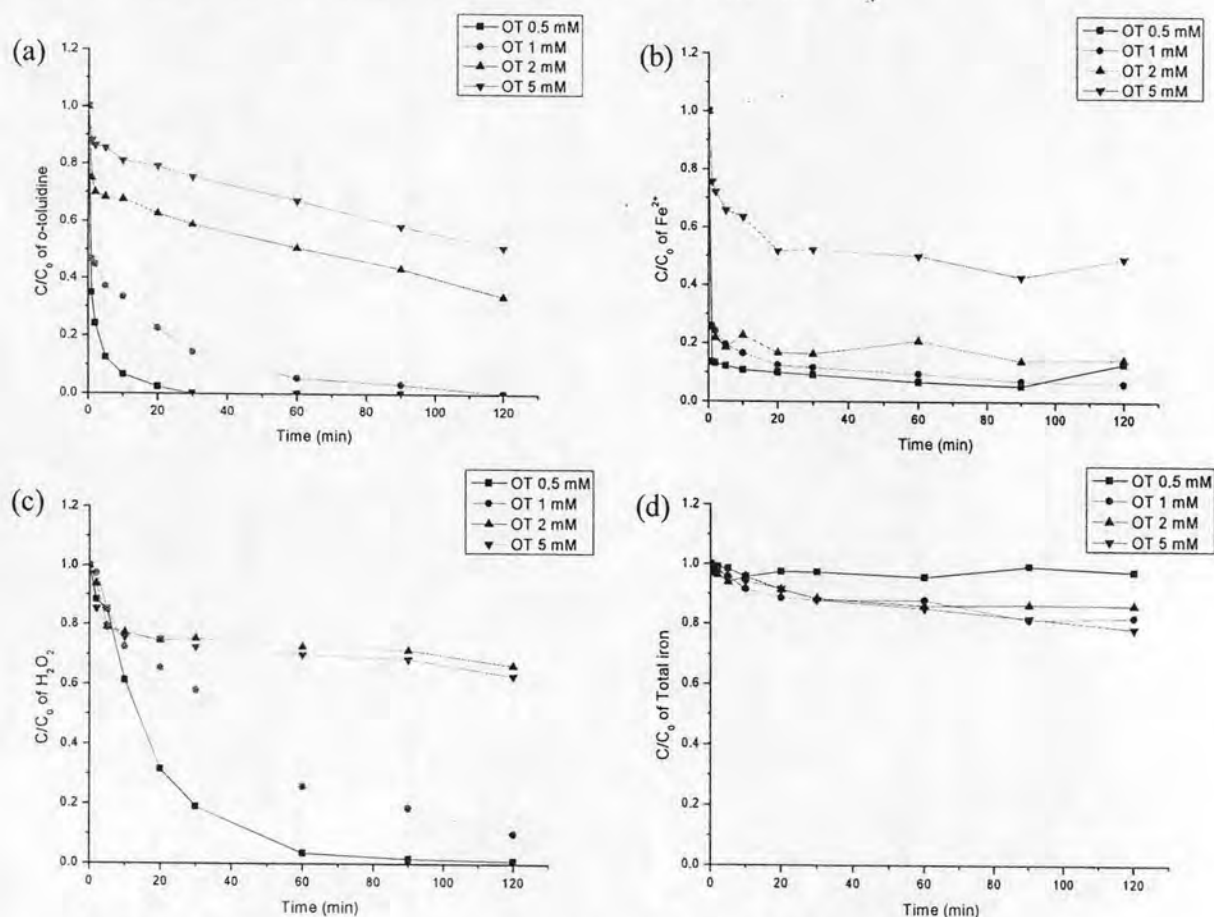 (a)
OT 0.5 mM
OT 1 mM
OT 2 mM
OT 5 mM
1.2
1.0
0.8
0.6
0.4
0.2
0.0
C/C₀ of o-toluidine
0 20 40 60 80 100 120
Time (min)
(b)
OT 0.5 mM
OT 1 mM
OT 2 mM
OT 5 mM
1.2
1.0
0.8
0.6
0.4
0.2
0.0
C/C₀ of Fe²⁺
0 20 40 60 80 100 120
Time (min)
(c)
OT 0,5 mM
OT 1 mM
OT 2 mM
OT 5 mM
1.2
1.0
0.8
0.6
0.4
0.2
0.0
C/C₀ of H₂O₂
0 20 40 60 80 100 120
Time (min)
(d)
OT 0.5 mM
OT 1 mM
OT 2 mM
OT 5 mM
1.2
1.0
0.8
0.6
0.4
0.2
0.0
C/C₀ of Total iron
0 20 40 60 80 100 120
Time (min)